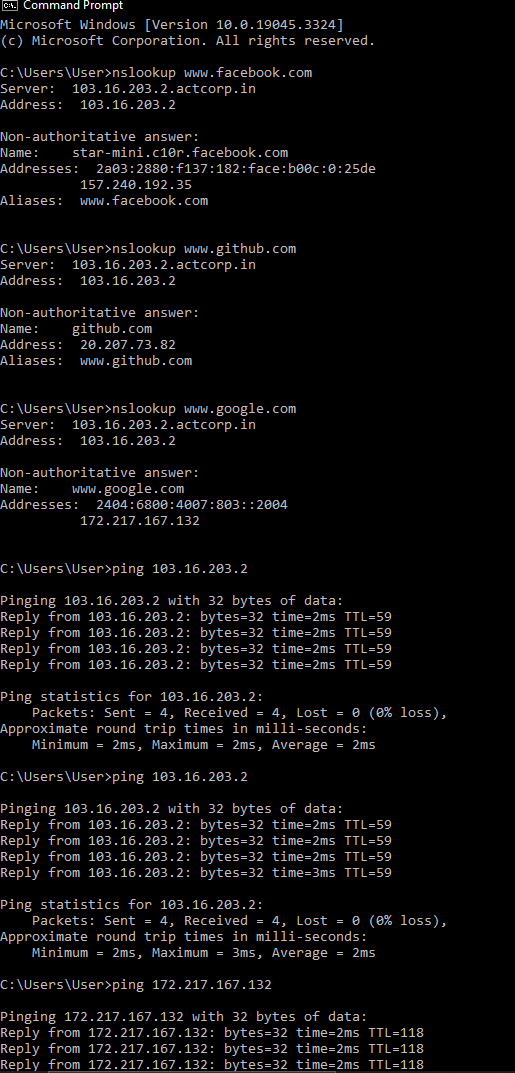 Command Prompt
Microsoft Windows [Version 10.0.19045.3324]
(c) Microsoft Corporation. All rights reserved.
C:\Users\User>nslookup www.facebook.com
Server:  103.16.203.2.actcorp.in
Address:  103.16.203.2
Non-authoritative answer:
Name:    star-mini.c10r.facebook.com
Addresses:  2a03:2880:f137:182:face:b00c:0:25de
          157.240.192.35
Aliases:  www.facebook.com
C:\Users\User>nslookup www.github.com
Server:  103.16.203.2.actcorp.in
Address:  103.16.203.2
Non-authoritative answer:
Name:    github.com
Address:  20.207.73.82
Aliases:  www.github.com
C:\Users\User>nslookup www.google.com
Server:  103.16.203.2.actcorp.in
Address:  103.16.203.2
Non-authoritative answer:
Name:    www.google.com
Addresses:  2404:6800:4007:803::2004
          172.217.167.132
C:\Users\User>ping 103.16.203.2
Pinging 103.16.203.2 with 32 bytes of data:
Reply from 103.16.203.2: bytes=32 time=2ms TTL=59
Reply from 103.16.203.2: bytes=32 time=2ms TTL=59
Reply from 103.16.203.2: bytes=32 time=2ms TTL=59
Reply from 103.16.203.2: bytes=32 time=2ms TTL=59
Ping statistics for 103.16.203.2:
    Packets: Sent = 4, Received = 4, Lost = 0 (0% loss),
Approximate round trip times in milli-seconds:
    Minimum = 2ms, Maximum = 2ms, Average = 2ms
C:\Users\User>ping 103.16.203.2
Pinging 103.16.203.2 with 32 bytes of data:
Reply from 103.16.203.2: bytes=32 time=2ms TTL=59
Reply from 103.16.203.2: bytes=32 time=2ms TTL=59
Reply from 103.16.203.2: bytes=32 time=2ms TTL=59
Reply from 103.16.203.2: bytes=32 time=3ms TTL=59
Ping statistics for 103.16.203.2:
    Packets: Sent = 4, Received = 4, Lost = 0 (0% loss),
Approximate round trip times in milli-seconds:
    Minimum = 2ms, Maximum = 3ms, Average = 2ms
C:\Users\User>ping 172.217.167.132
Pinging 172.217.167.132 with 32 bytes of data:
Reply from 172.217.167.132: bytes=32 time=2ms TTL=118
Reply from 172.217.167.132: bytes=32 time=2ms TTL=118
Reply from 172.217.167.132: bytes=32 time=2ms TTL=118